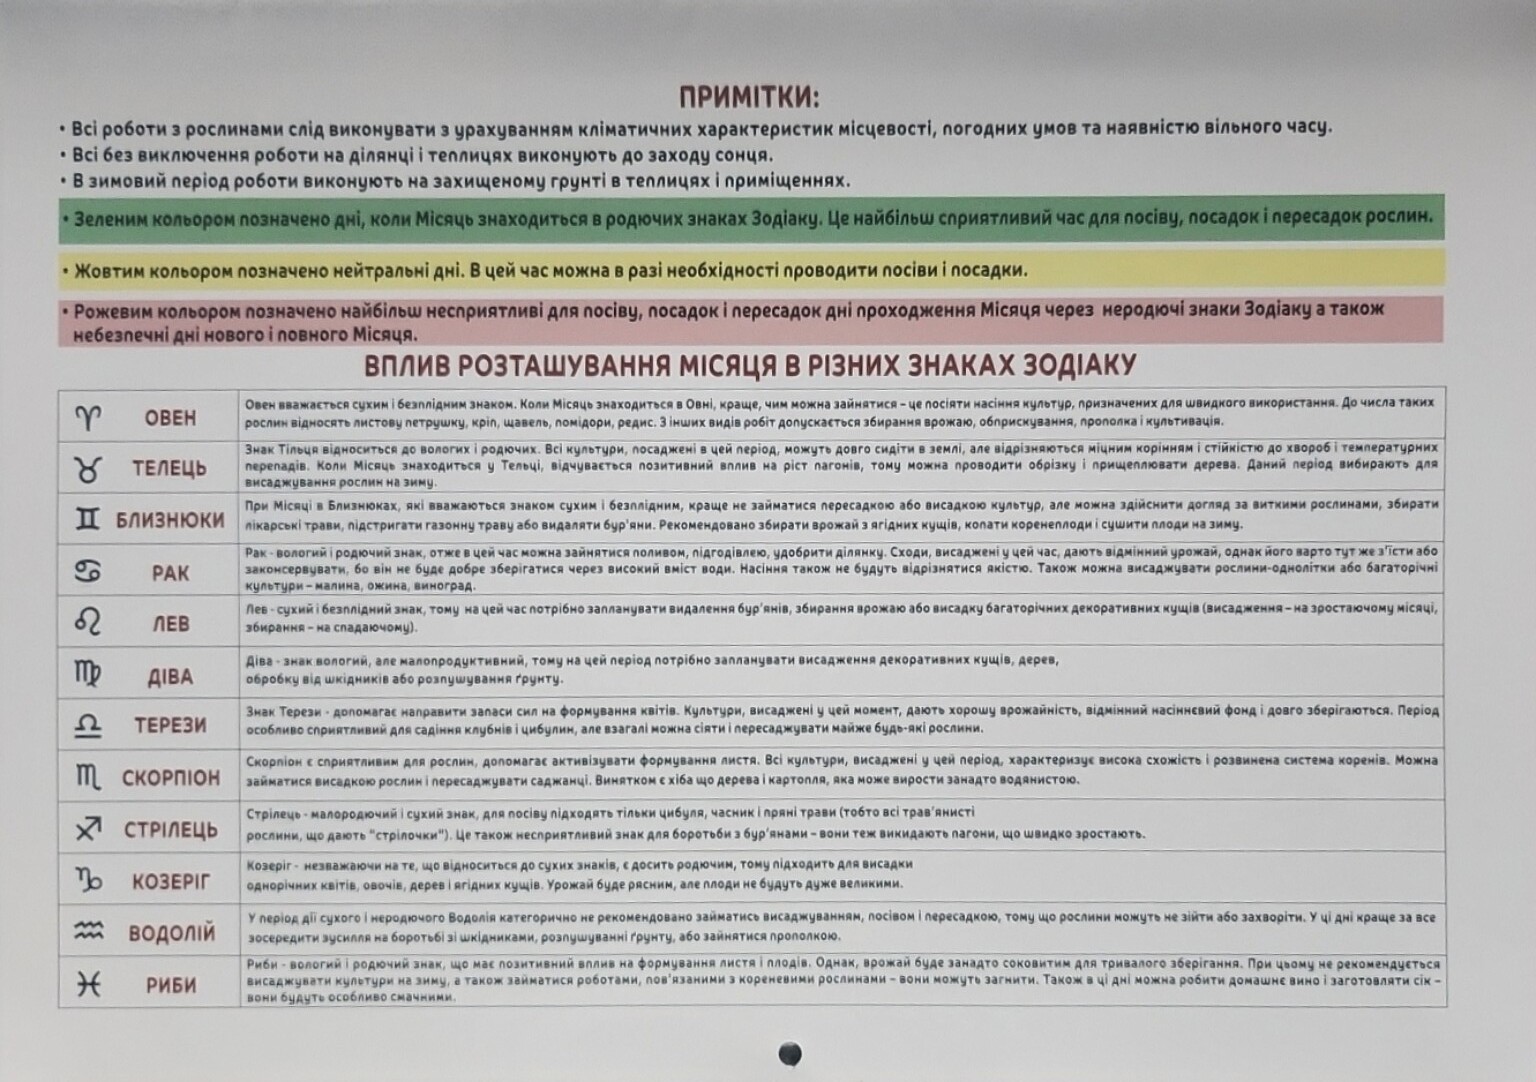 ПРИМІТКИ:
• Всі роботи з рослинами слід виконувати з урахуванням кліматичних характеристик місцевості, погодних умов та наявністю вільного часу.
• Всі без виключення роботи на ділянці і теплицях виконують до заходу сонця.
• В зимовий період роботи виконують на захищеному грунті в теплицях і приміщеннях.
• Зеленим кольором позначено дні, коли Місяць знаходиться в родючих знаках Зодіаку. Це найбільш сприятливий час для посіву, посадок і пересадок рослин.
• Жовтим кольором позначено нейтральні дні. В цей час можна в разі необхідності проводити посіви і посадки.
• Рожевим кольором позначено найбільш несприятливі для посіву, посадок і пересадок дні проходження Місяця через неродючі знаки Зодіаку а також
небезпечні дні нового і повного Місяця.
ВПЛИВ РОЗТАШУВАННЯ МІСЯЦЯ В РІЗНИХ ЗНАКАХ ЗОДІАКУ
♈ ОВЕН
Овен вважається сухим і безплідним знаком. Коли Місяць знаходиться в Овні, краще, чим можна зайнятися – це посіяти насіння культур, призначених для швидкого використання. До числа таких
рослин відносять листову петрушку, кріп, щавель, помідори, редис. З інших видів робіт допускається збирання врожаю, обприскування, прополка і культивація.
♉ ТЕЛЕЦЬ
Знак Тільця відноситься до вологих і родючих. Всі культури, посаджені в цей період, можуть довго сидіти в землі, але відрізняються міцним корінням і стійкістю до хвороб і температурних
перепадів. Коли Місяць знаходиться у Тельці, відчувається позитивний вплив на ріст пагонів, тому можна проводити обрізку і прищеплювати дерева. Даний період вибирають для
висаджування рослин на зиму.
♊ БЛИЗНЮКИ
При Місяці в Близнюках, які вважаються знаком сухим і безплідним, краще не займатися пересадкою або висадкою культур, але можна здійснити догляд за виткими рослинами, збирати
лікарські трави, підстригати газонну траву або видаляти бур'яни. Рекомендовано збирати врожай з ягідних кущів, копати коренеплоди і сушити плоди на зиму.
♋ РАК
Рак - вологий і родючий знак, отже в цей час можна зайнятися поливом, підгодівлею, удобрити ділянку. Сходи, висаджені у цей час, дають відмінний урожай, однак його варто тут же з'їсти або
законсервувати, бо він не буде добре зберігатися через високий вміст води. Насіння також не будуть відрізнятися якістю. Також можна висаджувати рослини-однолітки або багаторічні
культури – малина, ожина, виноград.
♌ ЛЕВ
Лев - сухий і безплідний знак, тому на цей час потрібно запланувати видалення бур'янів, збирання врожаю або висадку багаторічних декоративних кущів (висадження – на зростаючому місяці,
збирання – на спадаючому).
♍ ДІВА
Діва - знак вологий, але малопродуктивний, тому на цей період потрібно запланувати висадження декоративних кущів, дерев,
обробку від шкідників або розпушування ґрунту.
♎ ТЕРЕЗИ
Знак Терези - допомагає направити запаси сил на формування квітів. Культури, висаджені у цей момент, дають хорошу врожайність, відмінний насіннєвий фонд і довго зберігаються. Період
особливо сприятливий для садіння клубнів і цибулин, але взагалі можна сіяти і пересаджувати майже будь-які рослини.
♏ СКОРПІОН
Скорпіон є сприятливим для рослин, допомагає активізувати формування листя. Всі культури, висаджені у цей період, характеризує висока схожість і розвинена система коренів. Можна
займатися висадкою рослин і пересаджувати саджанці. Винятком є хіба що дерева і картопля, яка може вирости занадто водянистою.
♐ СТРІЛЕЦЬ
Стрілець - малородючий і сухий знак, для посіву підходять тільки цибуля, часник і пряні трави (тобто всі трав'янисті
рослини, що дають "стрілочки"). Це також несприятливий знак для боротьби з бур'янами – вони теж викидають пагони, що швидко зростають.
♑ КОЗЕРІГ
Козеріг - незважаючи на те, що відноситься до сухих знаків, є досить родючим, тому підходить для висадки
однорічних квітів, овочів, дерев і ягідних кущів. Урожай буде рясним, але плоди не будуть дуже великими.
♒ ВОДОЛІЙ
У період дії сухого і неродючого Водолія категорично не рекомендовано займатись висаджуванням, посівом і пересадкою, тому що рослини можуть не зійти або захворіти. У ці дні краще за все
зосередити зусилля на боротьбі зі шкідниками, розпушуванні ґрунту, або зайнятися прополкою.
♓ РИБИ
Риби - вологий і родючий знак, що має позитивний вплив на формування листя і плодів. Однак, врожай буде занадто соковитим для тривалого зберігання. При цьому не рекомендується
висаджувати культури на зиму, а також займатися роботами, пов'язаними з кореневими рослинами – вони можуть загнити. Також в ці дні можна робити домашнє вино і заготовляти сік –
вони будуть особливо смачними.